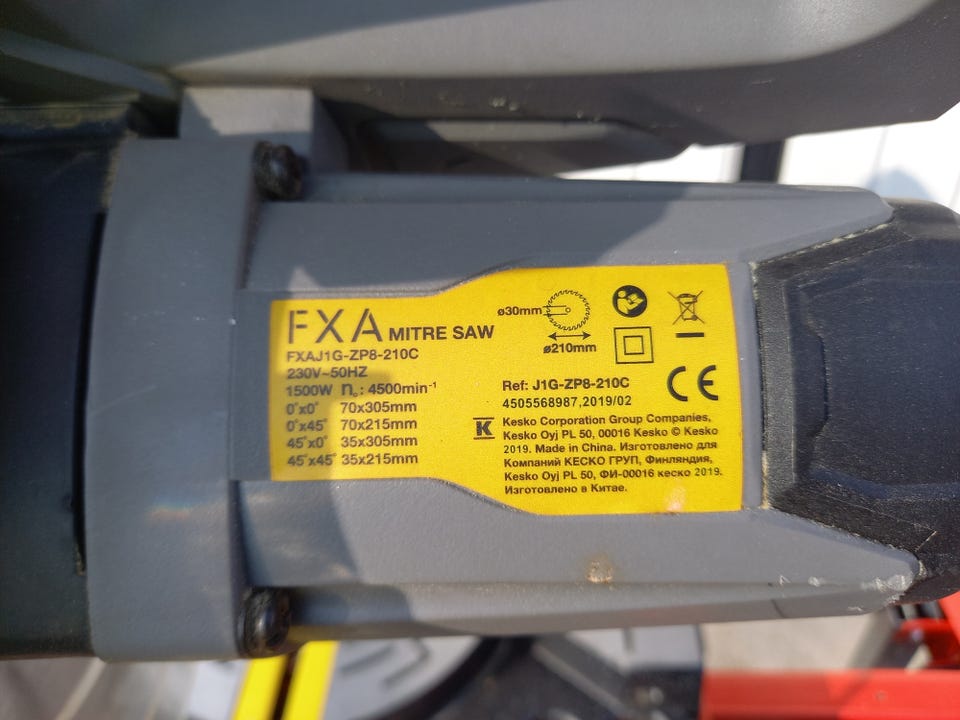 FXA MITRE SAW
FXAJ1G-ZP8-210C
230V~50HZ
1500W n₀: 4500min⁻¹
0°x0° 70x305mm
0°x45° 70x215mm
45°x0° 35x305mm
45°x45° 35x215mm
ø30mm
ø210mm
Ref: J1G-ZP8-210C
4505568987,2019/02
CE
K
Kesko Corporation Group Companies,
Kesko Oyj PL 50, 00016 Kesko © Kesko
2019. Made in China. Изготовлено для
Компаний КЕСКО ГРУП, Финляндия,
Kesko Oyj PL 50, ФИ-00016 кеско 2019.
Изготовлено в Китае.